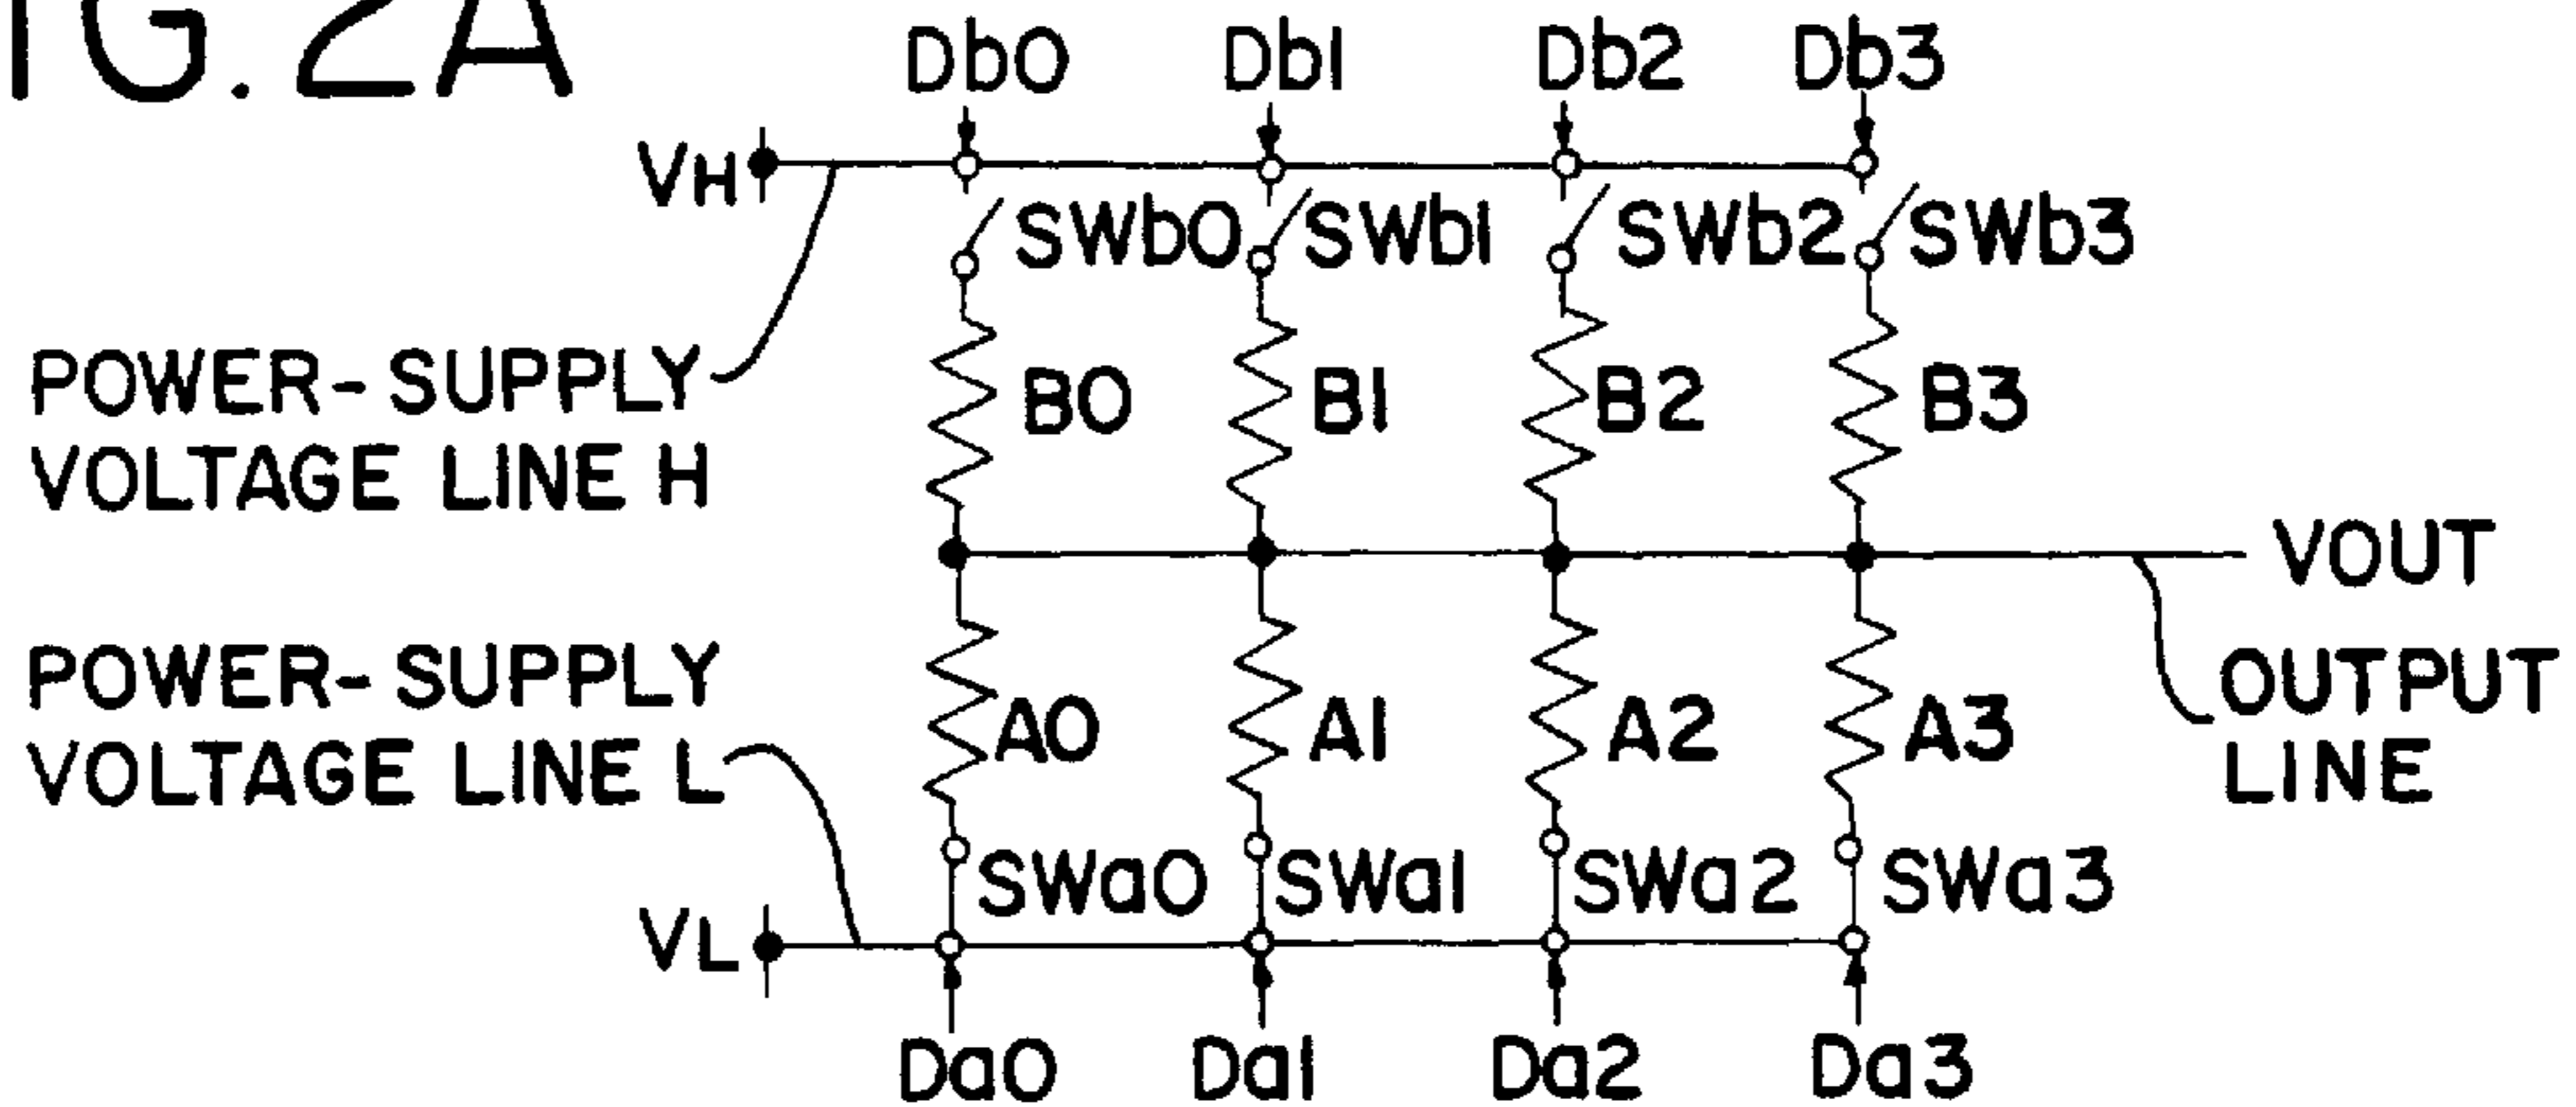 IG. 2A
Db0 Db1 Db2 Db3
VH
SWb0 SWb1 SWb2 SWb3
POWER-SUPPLY
VOLTAGE LINE H
B0 B1 B2 B3
VOUT
OUTPUT
LINE
POWER-SUPPLY
VOLTAGE LINE L
A0 A1 A2 A3
SWa0 SWa1 SWa2 SWa3
VL
Da0 Da1 Da2 Da3